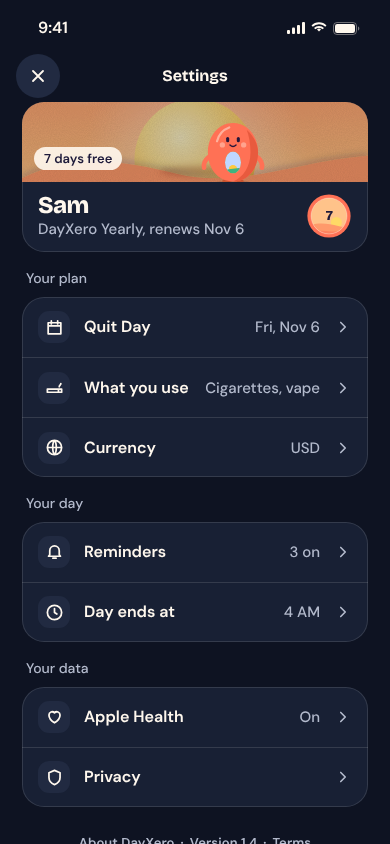 9:41
Settings
7 days free
Sam
DayXero Yearly, renews Nov 6
7
Your plan
Quit Day Fri, Nov 6
What you use Cigarettes, vape
Currency USD
Your day
Reminders 3 on
Day ends at 4 AM
Your data
Apple Health On
Privacy
About DayXero · Version 1.4 · Terms